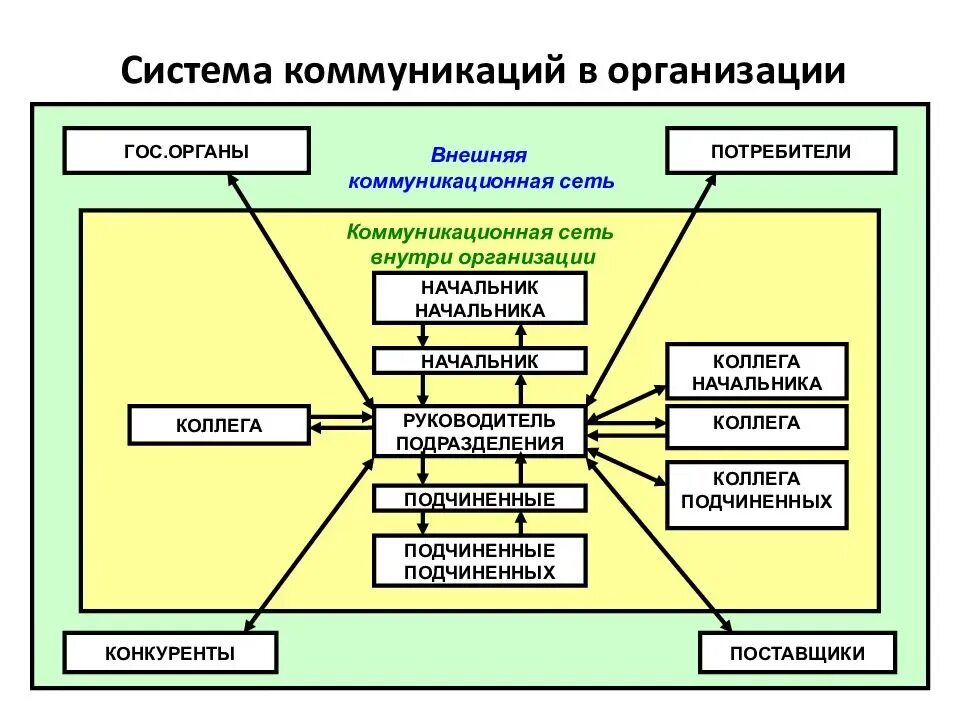 Система коммуникаций в организации
ГОС.ОРГАНЫ
Внешняя
коммуникационная сеть
ПОТРЕБИТЕЛИ
Коммуникационная сеть
внутри организации
НАЧАЛЬНИК
НАЧАЛЬНИКА
НАЧАЛЬНИК
КОЛЛЕГА
НАЧАЛЬНИКА
КОЛЛЕГА
РУКОВОДИТЕЛЬ
ПОДРАЗДЕЛЕНИЯ
КОЛЛЕГА
КОЛЛЕГА
ПОДЧИНЕННЫХ
ПОДЧИНЕННЫЕ
ПОДЧИНЕННЫЕ
ПОДЧИНЕННЫХ
КОНКУРЕНТЫ
ПОСТАВЩИКИ